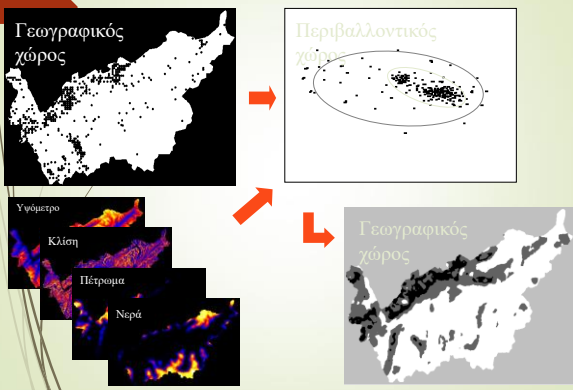 Γεωγραφικός
χώρος
Περιβαλλοντικός
χώρος
Υψόμετρο
Κλίση
Πέτρωμα
Νερά
Γεωγραφικός
χώρος